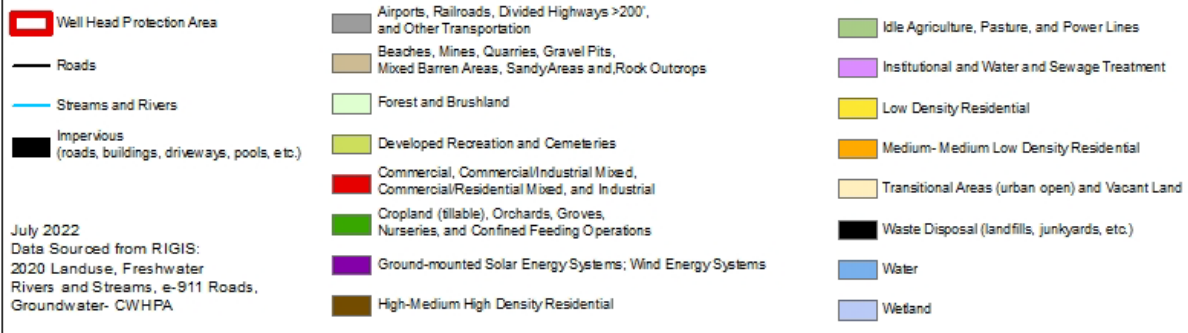 Well Head Protection Area
Roads
Streams and Rivers
Impervious
(roads, buildings, driveways, pools, etc.)
July 2022
Data Sourced from RIGIS:
2020 Landuse, Freshwater
Rivers and Streams, e-911 Roads,
Groundwater- CWHPA
Airports, Railroads, Divided Highways >200',
and Other Transportation
Beaches, Mines, Quarries, Gravel Pits,
Mixed Barren Areas, SandyAreas and,Rock Outcrops
Forest and Brushland
Developed Recreation and Cemeteries
Commercial, Commercial/Industrial Mixed,
Commercial/Residential Mixed, and Industrial
Cropland (tillable), Orchards, Groves,
Nurseries, and Confined Feeding Operations
Ground-mounted Solar Energy Systems; Wind Energy Systems
High-Medium High Density Residential
Idle Agriculture, Pasture, and Power Lines
Institutional and Water and Sewage Treatment
Low Density Residential
Medium- Medium Low Density Residential
Transitional Areas (urban open) and Vacant Land
Waste Disposal (landfills, junkyards, etc.)
Water
Wetland